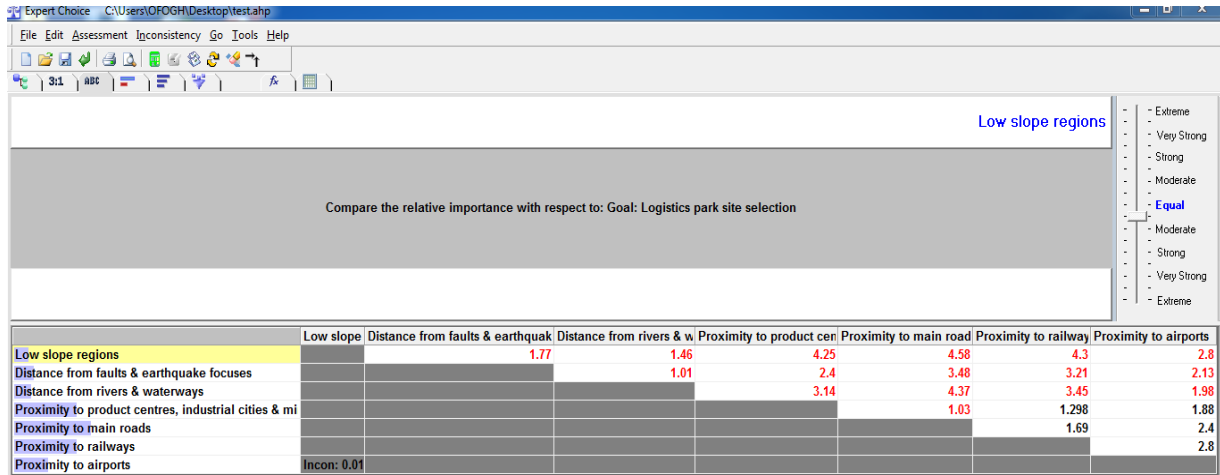 Expert Choice C:\Users\OFOGH\Desktop\test.ahp
File Edit Assessment Inconsistency Go Tools Help
3:1 ABC fx
Low slope regions
Compare the relative importance with respect to: Goal: Logistics park site selection
Extreme
Very Strong
Strong
Moderate
Equal
Moderate
Strong
Very Strong
Extreme
Low slope Distance from faults & earthquak Distance from rivers & w Proximity to product cen Proximity to main road Proximity to railway Proximity to airports
Low slope regions 1.77 1.46 4.25 4.58 4.3 2.8
Distance from faults & earthquake focuses 1.01 2.4 3.48 3.21 2.13
Distance from rivers & waterways 3.14 4.37 3.45 1.98
Proximity to product centres, industrial cities & mi 1.03 1.298 1.88
Proximity to main roads 1.69 2.4
Proximity to railways 2.8
Proximity to airports Incon: 0.01